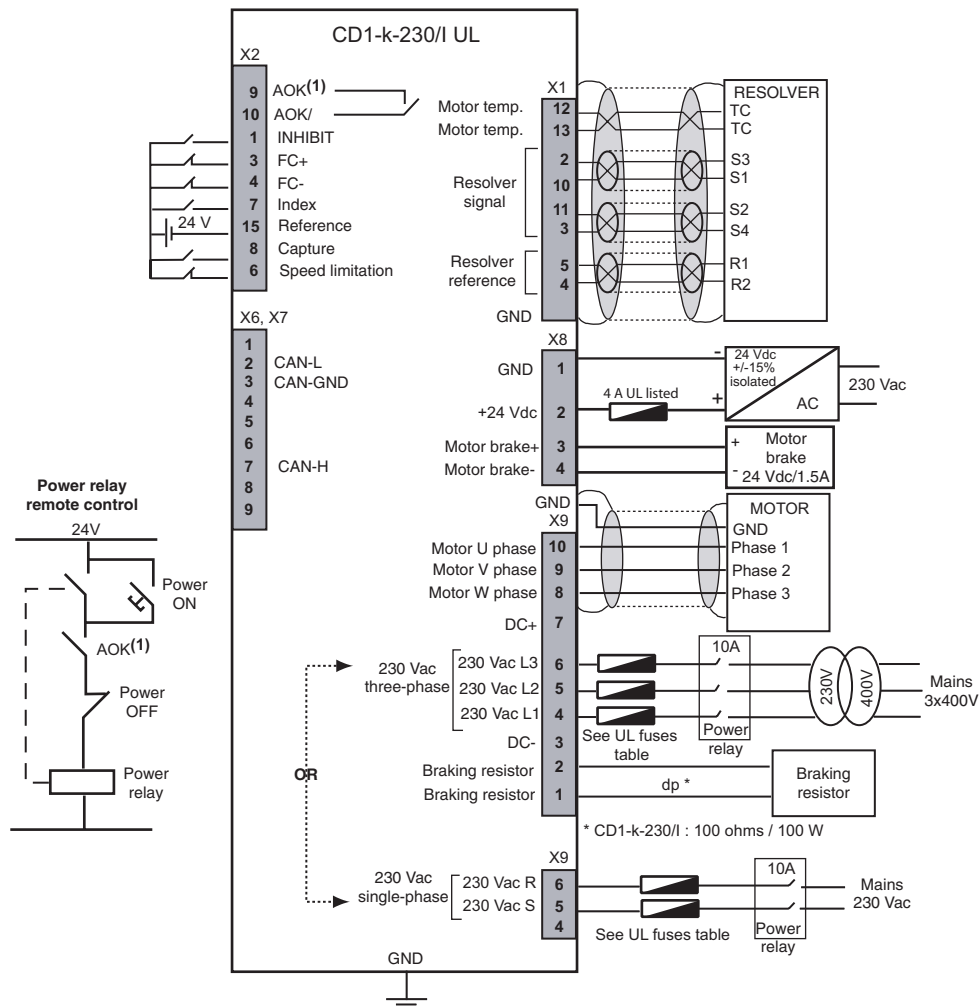 CD1-k-230/I UL
X2
9 AOK(1)
10 AOK/
1 INHIBIT
3 FC+
4 FC-
7 Index
24 V
15 Reference
8 Capture
6 Speed limitation
X6, X7
1
2 CAN-L
3 CAN-GND
4
5
6
7 CAN-H
8
9
Power relay
remote control
24V
Power
ON
AOK(1)
Power
OFF
Power
relay
X1
Motor temp. 12
Motor temp. 13
Resolver
signal
2
10
11
3
Resolver
reference
5
4
GND
RESOLVER
TC
TC
S3
S1
S2
S4
R1
R2
X8
GND 1
+24 Vdc 2
Motor brake+ 3
Motor brake- 4
4 A UL listed
-
+
24 Vdc
+/-15%
isolated
AC
230 Vac
+ Motor
brake
- 24 Vdc/1.5A
GND
X9
Motor U phase 10
Motor V phase 9
Motor W phase 8
DC+ 7
MOTOR
GND
Phase 1
Phase 2
Phase 3
230 Vac
three-phase
230 Vac L3 6
230 Vac L2 5
230 Vac L1 4
DC- 3
Braking resistor 2
Braking resistor 1
See UL fuses
table
10A
Power
relay
230V
400V
Mains
3x400V
OR
dp *
Braking
resistor
* CD1-k-230/I : 100 ohms / 100 W
X9
230 Vac
single-phase
230 Vac R 6
230 Vac S 5
4
See UL fuses table
10A
Power
relay
Mains
230 Vac
GND